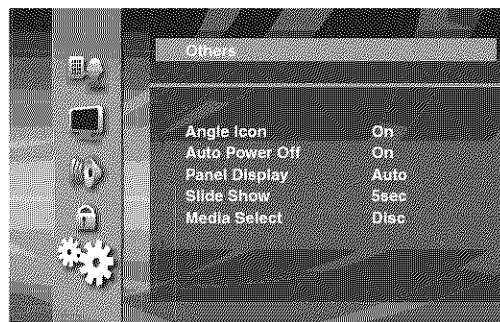 Others
Angle Icon On
Auto Power Off On
Panel Display Auto
Slide Show 5sec
Media Select Disc